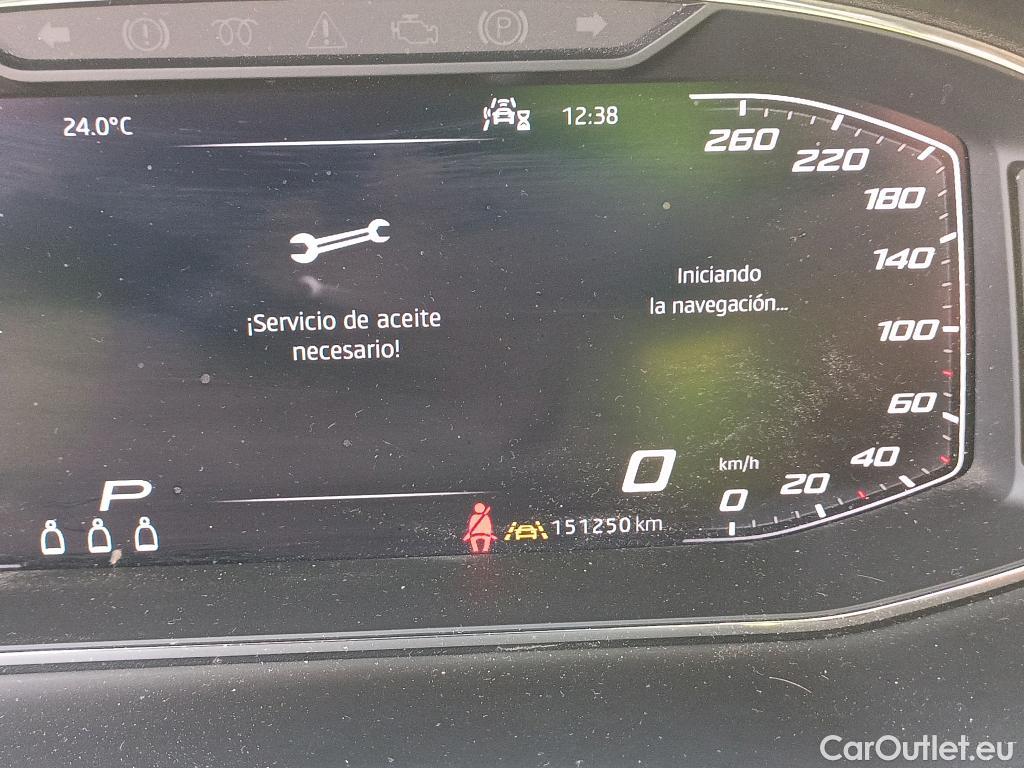 24.0°C
12:38
260
220
180
140
100
60
40
20
0
¡Servicio de aceite
necesario!
Iniciando
la navegación...
0
km/h
P
151250 km
CarOutlet.eu